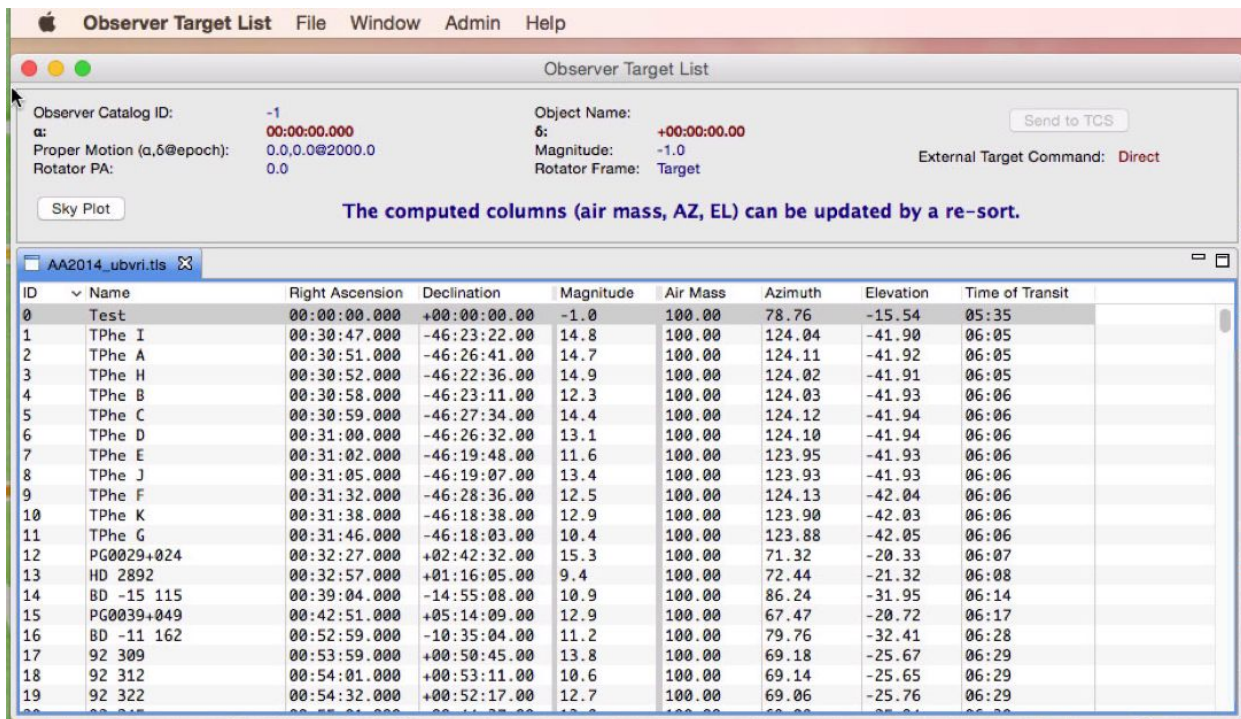 Observer Target List File Window Admin Help
Observer Target List
Observer Catalog ID: -1 Object Name:
α: 00:00:00.000 δ: +00:00:00.00 Send to TCS
Proper Motion (α,δ@epoch): 0.0,0.0@2000.0 Magnitude: -1.0 External Target Command: Direct
Rotator PA: 0.0 Rotator Frame: Target
Sky Plot The computed columns (air mass, AZ, EL) can be updated by a re-sort.
AA2014_ubvri.tls
ID Name Right Ascension Declination Magnitude Air Mass Azimuth Elevation Time of Transit
0 Test 00:00:00.000 +00:00:00.00 -1.0 100.00 78.76 -15.54 05:35
1 TPhe I 00:30:47.000 -46:23:22.00 14.8 100.00 124.04 -41.90 06:05
2 TPhe A 00:30:51.000 -46:26:41.00 14.7 100.00 124.11 -41.92 06:05
3 TPhe H 00:30:52.000 -46:22:36.00 14.9 100.00 124.02 -41.91 06:05
4 TPhe B 00:30:58.000 -46:23:11.00 12.3 100.00 124.03 -41.93 06:06
5 TPhe C 00:30:59.000 -46:27:34.00 14.4 100.00 124.12 -41.94 06:06
6 TPhe D 00:31:00.000 -46:26:32.00 13.1 100.00 124.10 -41.94 06:06
7 TPhe E 00:31:02.000 -46:19:48.00 11.6 100.00 123.95 -41.93 06:06
8 TPhe J 00:31:05.000 -46:19:07.00 13.4 100.00 123.93 -41.93 06:06
9 TPhe F 00:31:32.000 -46:28:36.00 12.5 100.00 124.13 -42.04 06:06
10 TPhe K 00:31:38.000 -46:18:38.00 12.9 100.00 123.90 -42.03 06:06
11 TPhe G 00:31:46.000 -46:18:03.00 10.4 100.00 123.88 -42.05 06:06
12 PG0029+024 00:32:27.000 +02:42:32.00 15.3 100.00 71.32 -20.33 06:07
13 HD 2892 00:32:57.000 +01:16:05.00 9.4 100.00 72.44 -21.32 06:08
14 BD -15 115 00:39:04.000 -14:55:08.00 10.9 100.00 86.24 -31.95 06:14
15 PG0039+049 00:42:51.000 +05:14:09.00 12.9 100.00 67.47 -20.72 06:17
16 BD -11 162 00:52:59.000 -10:35:04.00 11.2 100.00 79.76 -32.41 06:28
17 92 309 00:53:59.000 +00:50:45.00 13.8 100.00 69.18 -25.67 06:29
18 92 312 00:54:01.000 +00:53:11.00 10.6 100.00 69.14 -25.65 06:29
19 92 322 00:54:32.000 +00:52:17.00 12.7 100.00 69.06 -25.76 06:29